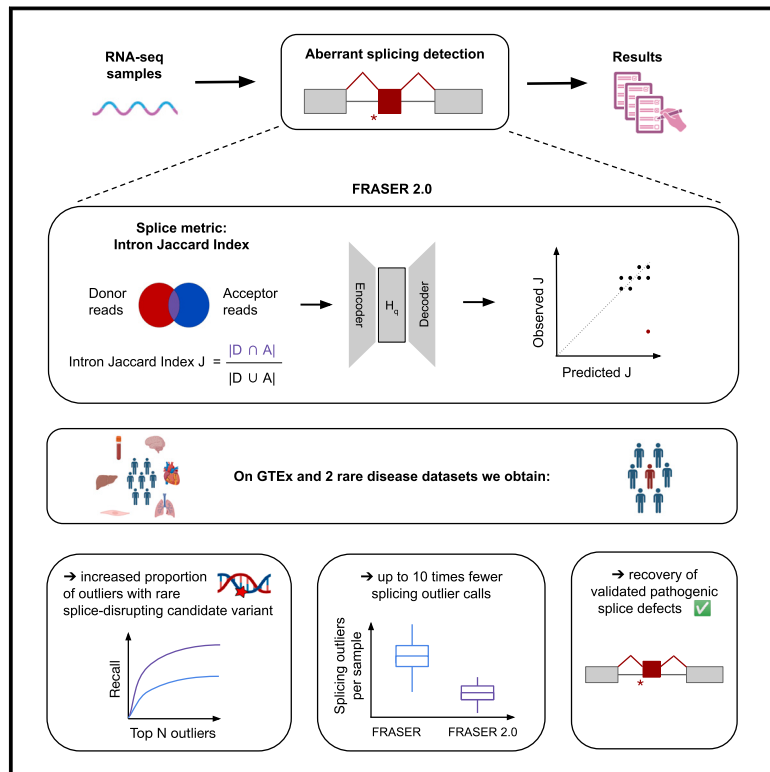 RNA-seq
samples
Aberrant splicing detection
*
Results
FRASER 2.0
Splice metric:
Intron Jaccard Index
Donor
reads
Acceptor
reads
Intron Jaccard Index J = |D ∩ A|
|D ∪ A|
Encoder
H_q
Decoder
Observed J
Predicted J
On GTEx and 2 rare disease datasets we obtain:
➔ increased proportion
of outliers with rare
splice-disrupting candidate variant
Recall
Top N outliers
➔ up to 10 times fewer
splicing outlier calls
Splicing outliers
per sample
FRASER
FRASER 2.0
➔ recovery of
validated pathogenic
splice defects ✅
*